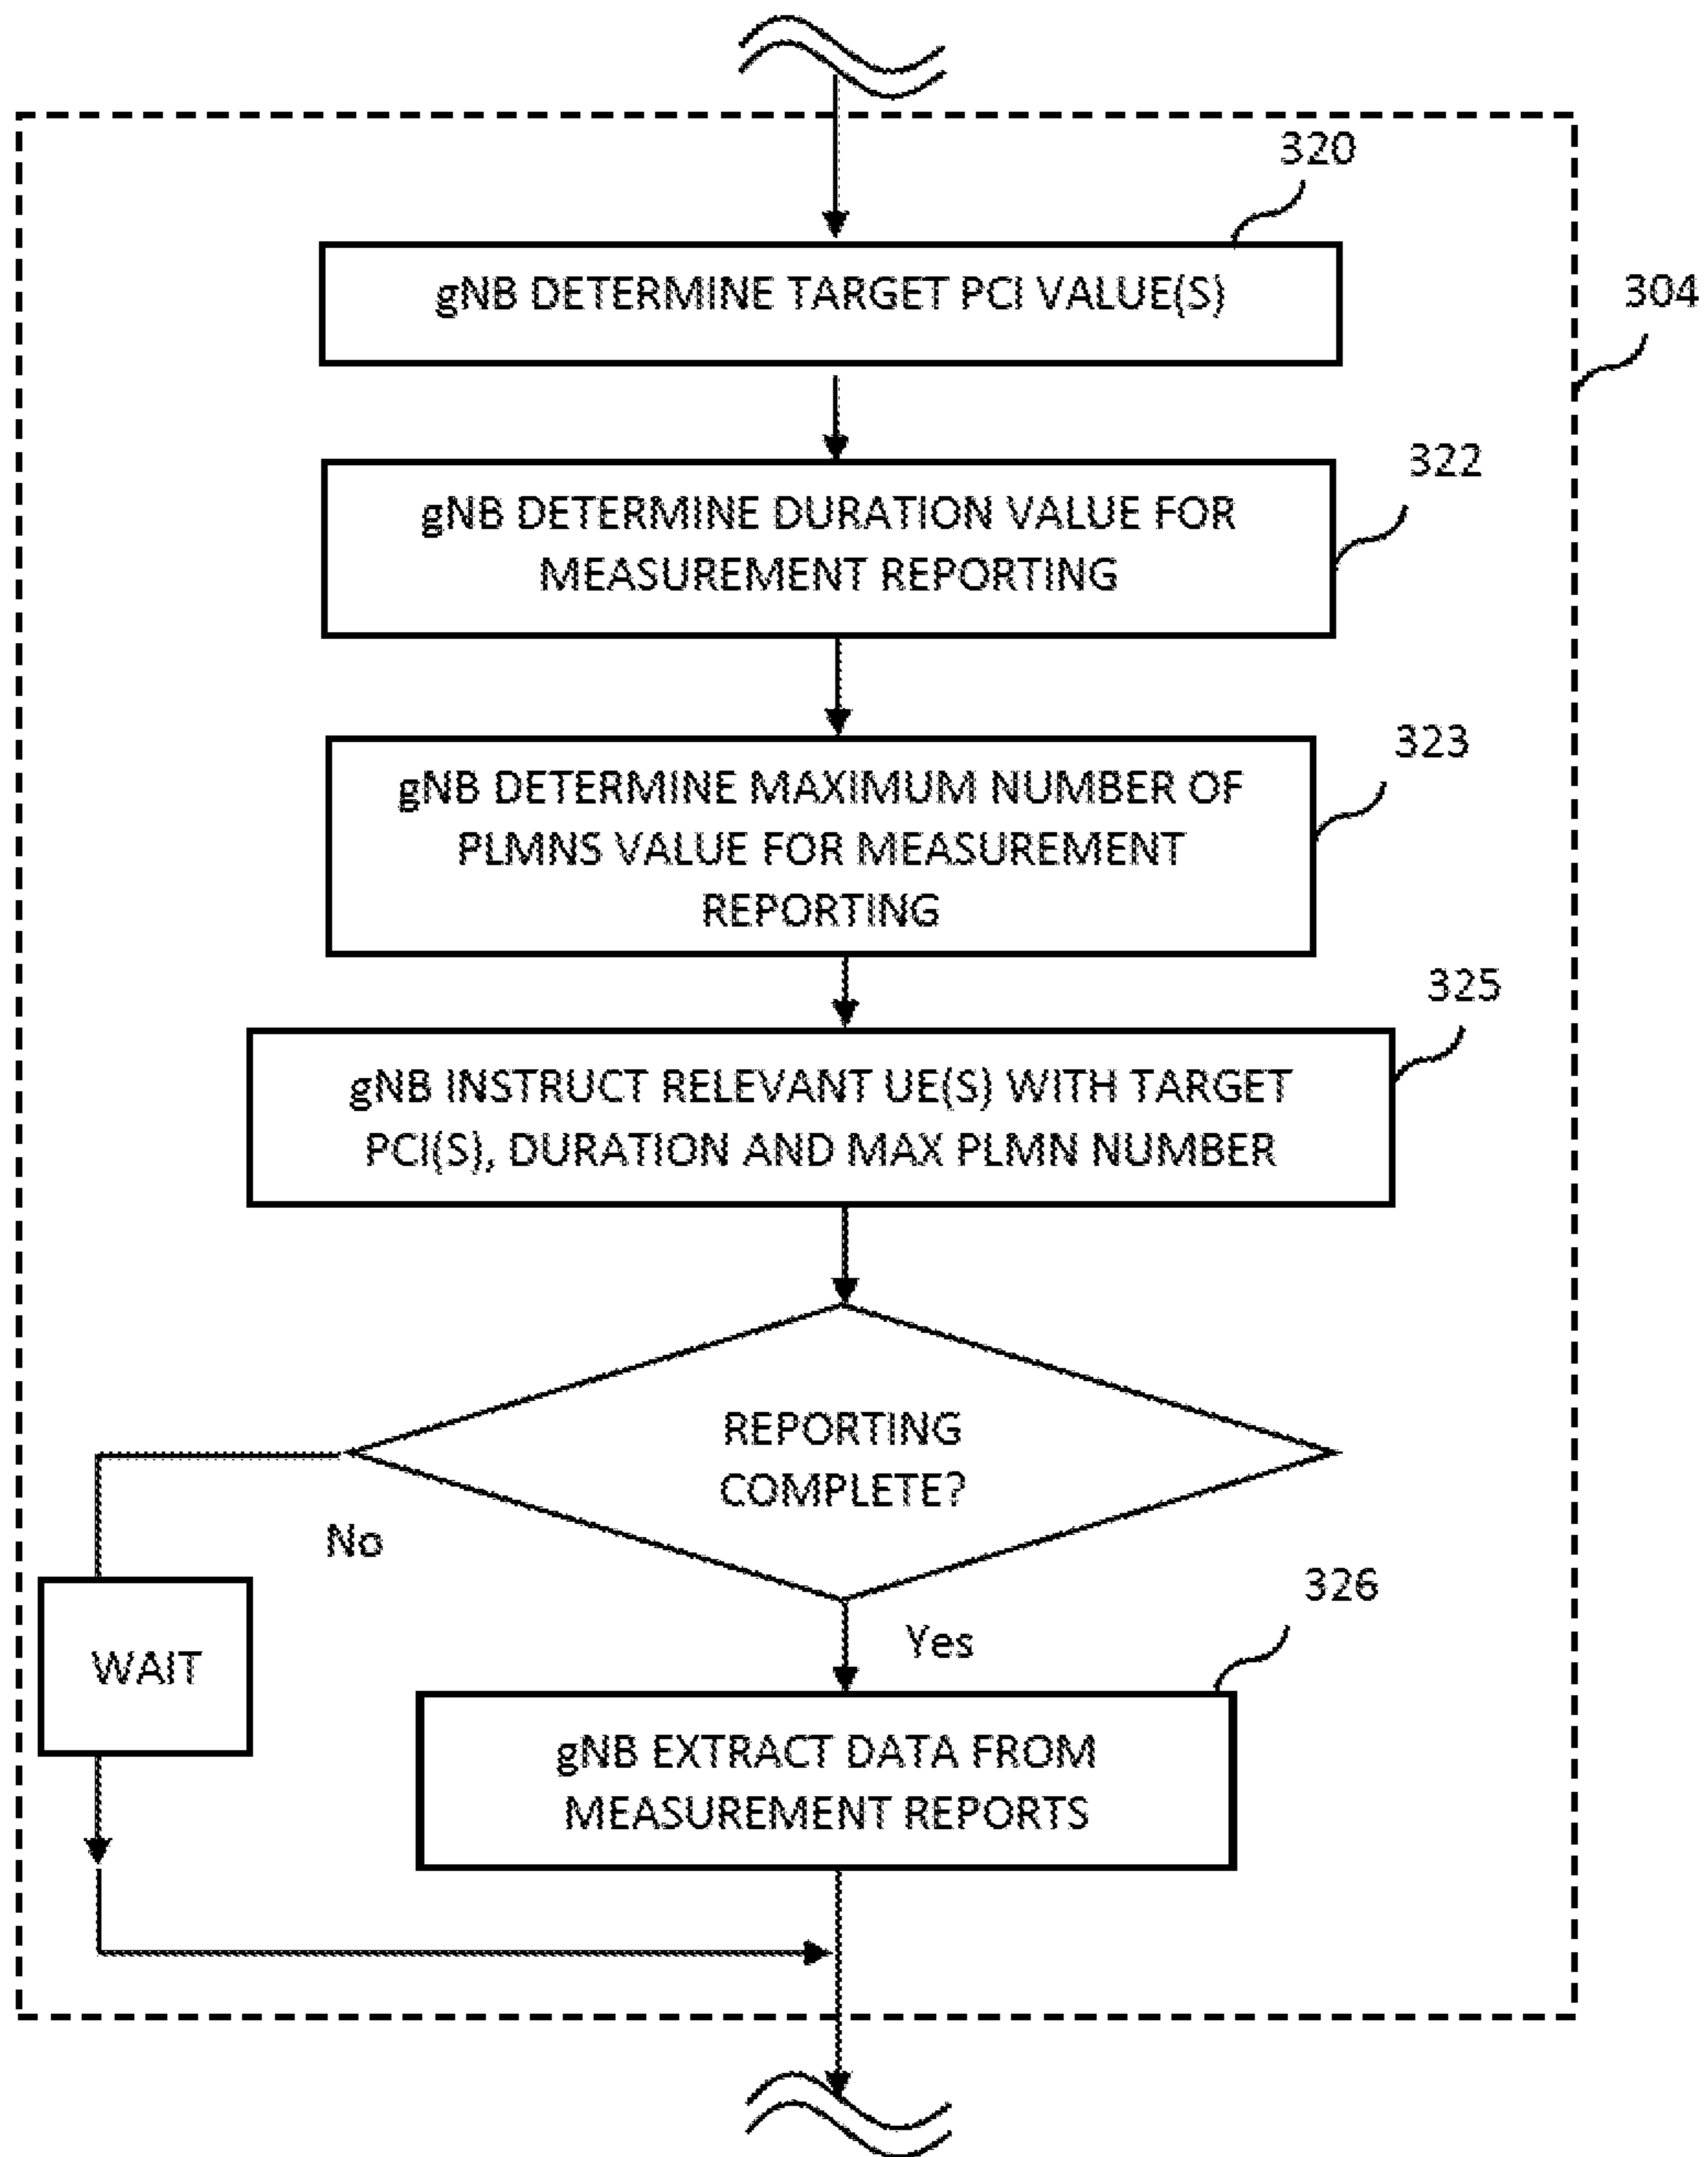 320
gNB DETERMINE TARGET PCI VALUE(S)
304
322
gNB DETERMINE DURATION VALUE FOR
MEASUREMENT REPORTING
323
gNB DETERMINE MAXIMUM NUMBER OF
PLMNS VALUE FOR MEASUREMENT
REPORTING
325
gNB INSTRUCT RELEVANT UE(S) WITH TARGET
PCI(S), DURATION AND MAX PLMN NUMBER
REPORTING
COMPLETE?
No
326
Yes
WAIT
gNB EXTRACT DATA FROM
MEASUREMENT REPORTS